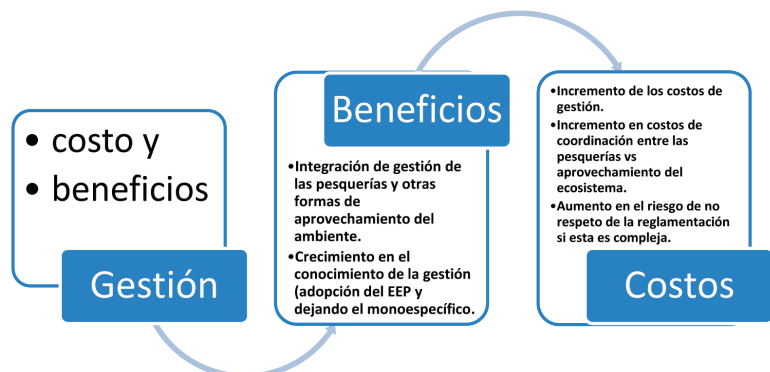 • costo y
• beneficios
Gestión
Beneficios
•Integración de gestión de
las pesquerías y otras
formas de
aprovechamiento del
ambiente.
•Crecimiento en el
conocimiento de la gestión
(adopción del EEP y
dejando el monoespecífico.
•Incremento de los costos de
gestión.
•Incremento en costos de
coordinación entre las
pesquerías vs
aprovechamiento del
ecosistema.
•Aumento en el riesgo de no
respeto de la reglamentación
si esta es compleja.
Costos